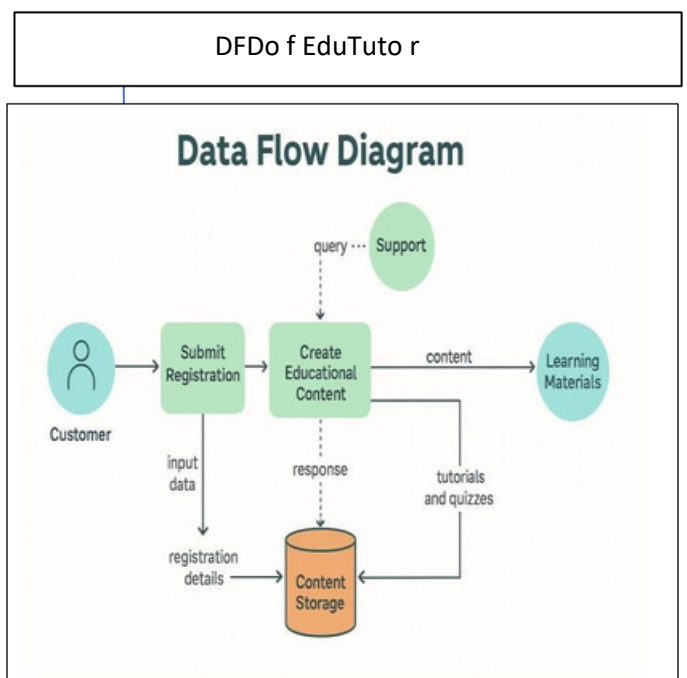 DFDo f EduTuto r
Data Flow Diagram
query
Support
Submit
Registration
Create
Educational
Content
content
Learning
Materials
Customer
input
data
response
tutorials
and quizzes
registration
details
Content
Storage